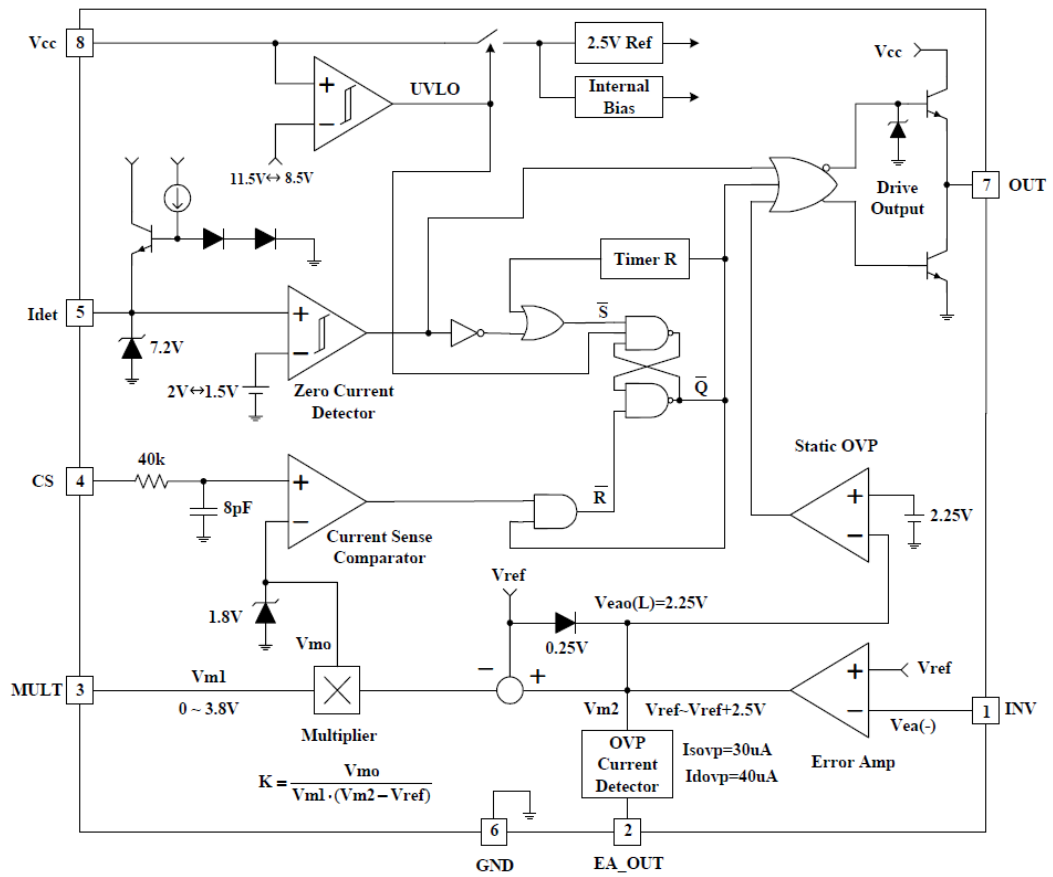 Vcc
8
2.5V Ref
Vcc
+
UVLO
Internal
Bias
−
11.5V↔ 8.5V
Drive
Output
7
OUT
Timer R
Idet
5
+
S̅
−
7.2V
2V↔1.5V
Zero Current
Detector
Q̅
Static OVP
CS
4
40k
+
8pF
R̅
+
−
2.25V
−
Current Sense
Comparator
Vref
1.8V
Veao(L)=2.25V
0.25V
Vmo
−
+
+
Vref
MULT
3
Vm1
0 ~ 3.8V
Vm2
Vref~Vref+2.5V
−
Vea(-)
1
INV
Multiplier
OVP
Current
Detector
Isovp=30uA
Idovp=40uA
Error Amp
K = Vmo
Vm1·(Vm2−Vref)
6
GND
2
EA_OUT